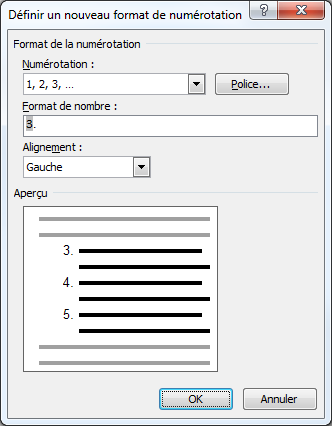 Définir un nouveau format de numérotation
Format de la numérotation
Numérotation :
1, 2, 3, ... Police...
Format de nombre :
3.
Alignement :
Gauche
Aperçu
3.
4.
5.
OK Annuler